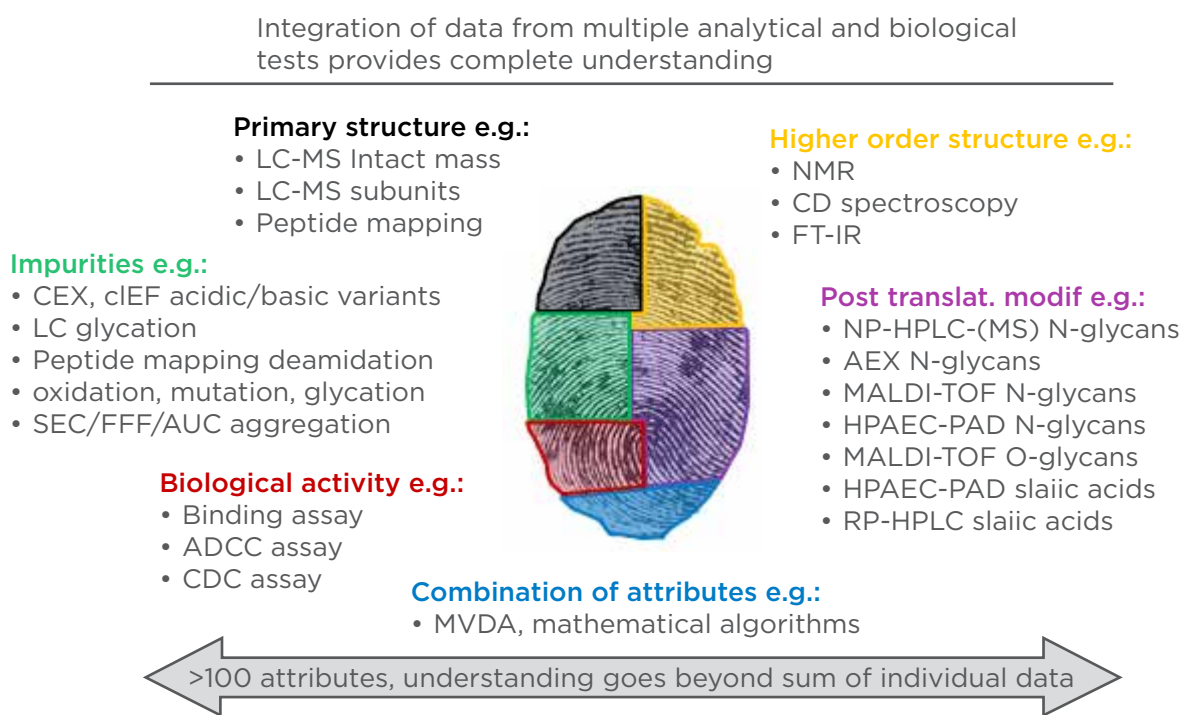 Integration of data from multiple analytical and biological
tests provides complete understanding
Primary structure e.g.:
• LC-MS Intact mass
• LC-MS subunits
• Peptide mapping
Higher order structure e.g.:
• NMR
• CD spectroscopy
• FT-IR
Impurities e.g.:
• CEX, cIEF acidic/basic variants
• LC glycation
• Peptide mapping deamidation
• oxidation, mutation, glycation
• SEC/FFF/AUC aggregation
Post translat. modif e.g.:
• NP-HPLC-(MS) N-glycans
• AEX N-glycans
• MALDI-TOF N-glycans
• HPAEC-PAD N-glycans
• MALDI-TOF O-glycans
• HPAEC-PAD slaiic acids
• RP-HPLC slaiic acids
Biological activity e.g.:
• Binding assay
• ADCC assay
• CDC assay
Combination of attributes e.g.:
• MVDA, mathematical algorithms
>100 attributes, understanding goes beyond sum of individual data